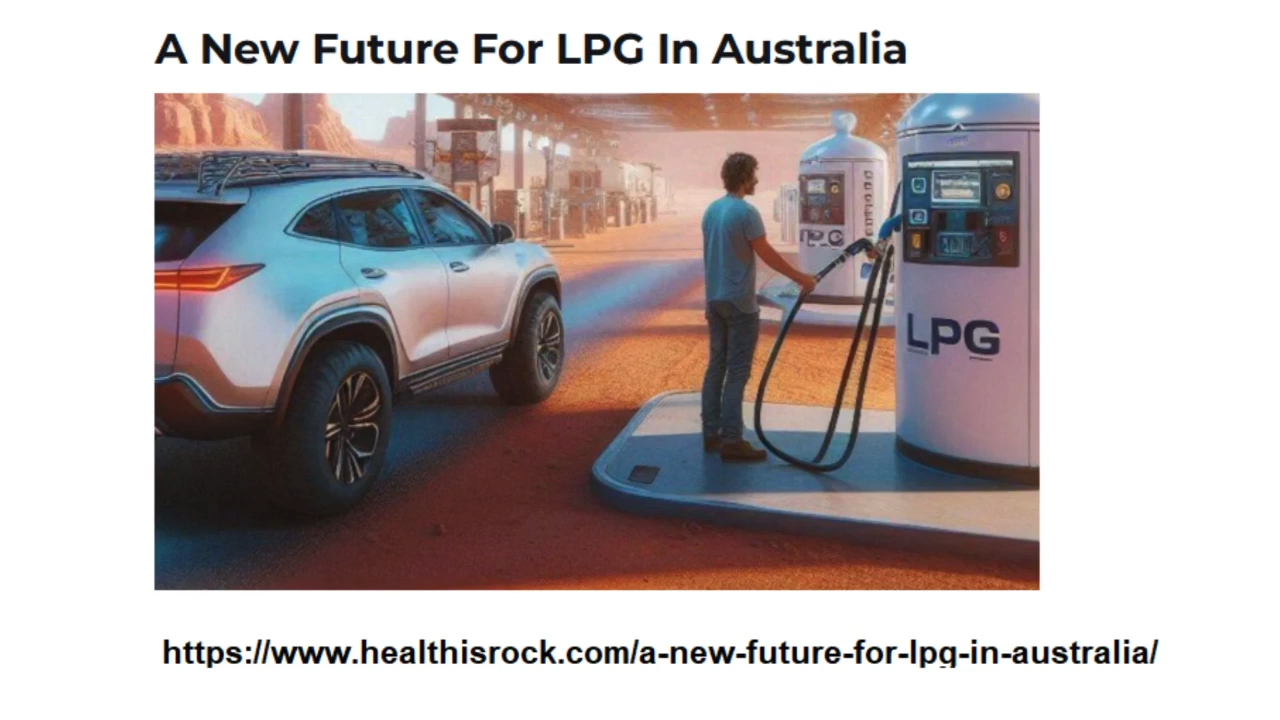 A New Future For LPG In Australia
LPG
https://www.healthisrock.com/a-new-future-for-lpg-in-australia/